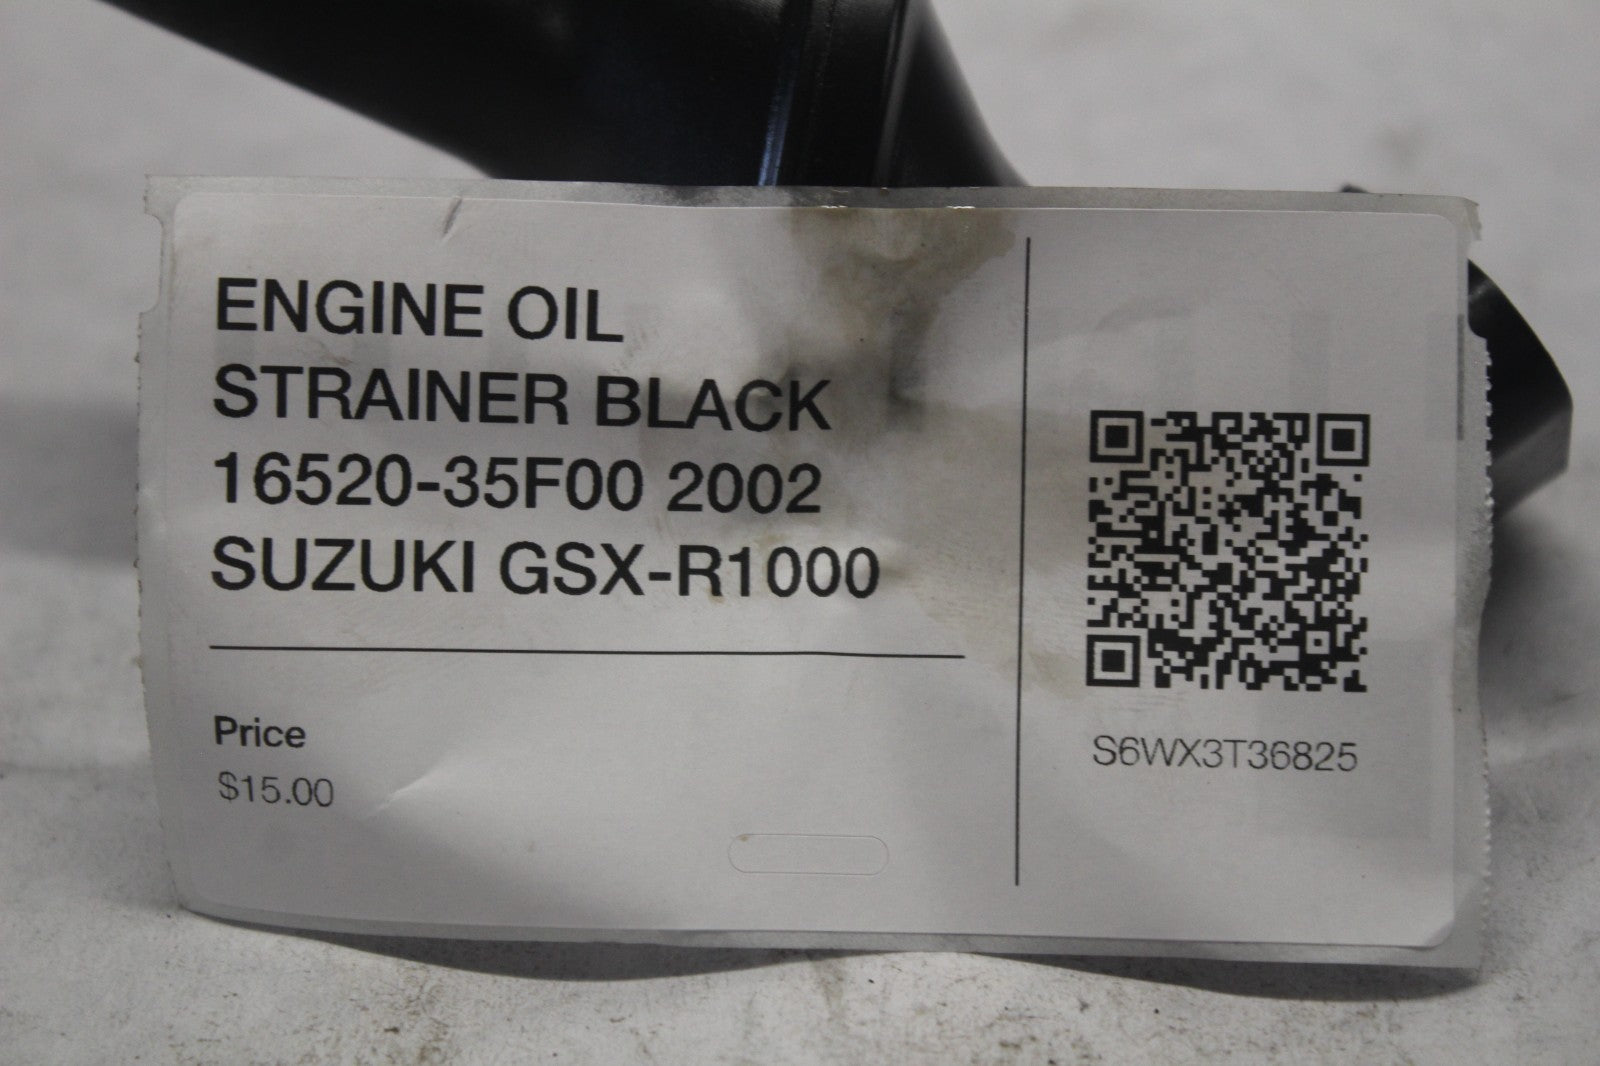 ENGINE OIL
STRAINER BLACK
16520-35F00 2002
SUZUKI GSX-R1000
Price
$15.00
S6WX3T36825